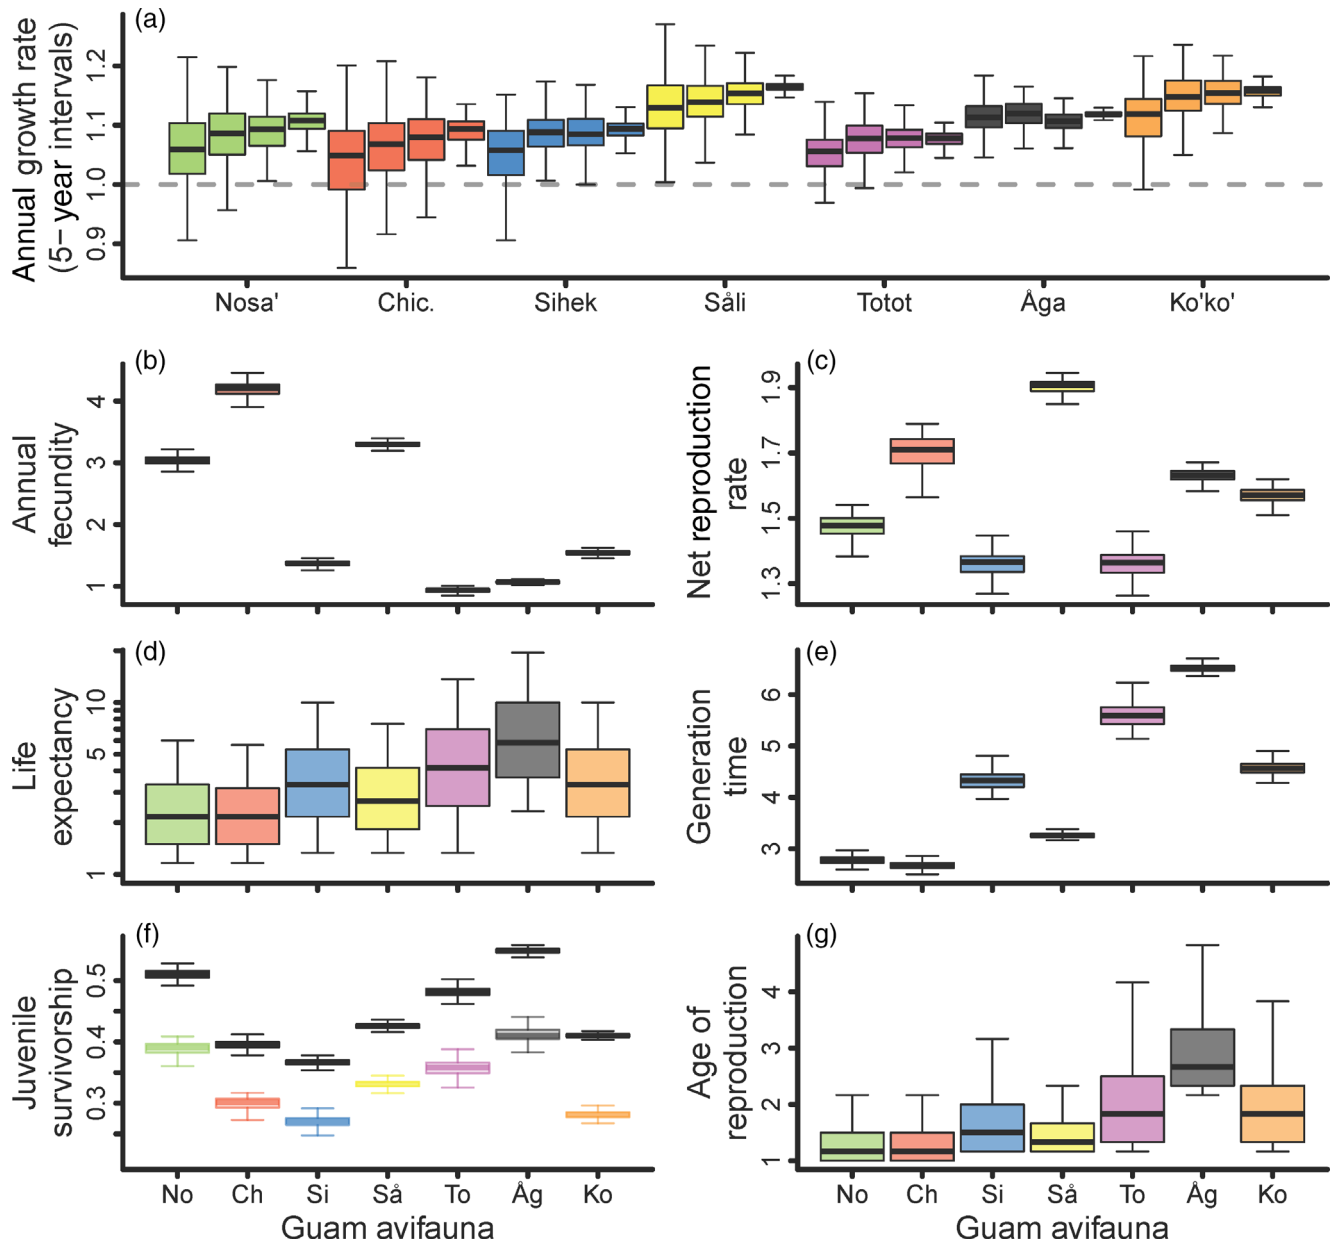 (a)
Annual growth rate
(5− year intervals)
1.2
1.1
1.0
0.9
Nosa' Chic. Sihek Såli Totot Åga Ko'ko'
(b)
Annual
fecundity
4
3
2
1
(c)
Net reproduction
rate
1.9
1.7
1.5
1.3
(d)
Life
expectancy
10
5
1
(e)
Generation
time
6
5
4
3
(f)
Juvenile
survivorship
0.5
0.4
0.3
No Ch Si Så To Åg Ko
Guam avifauna
(g)
Age of
reproduction
4
3
2
1
No Ch Si Så To Åg Ko
Guam avifauna